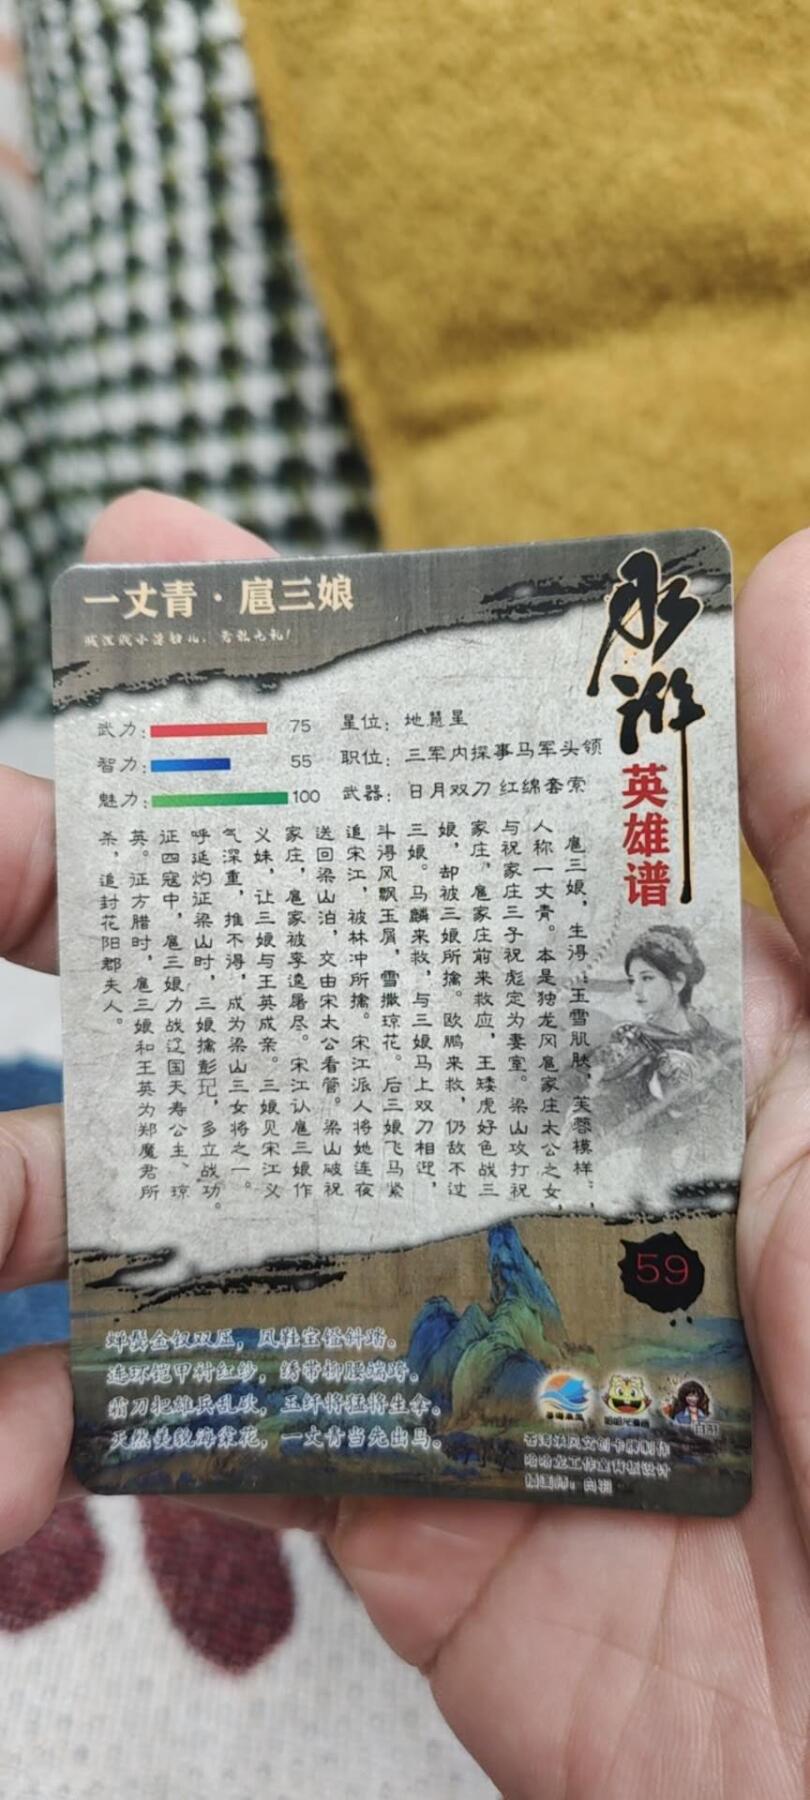 一丈青·扈三娘
武力: 75
智力: 55
魅力: 100
星位: 地慧星
职位: 三军内探事马军头领
武器: 日月双刀 红绵套索
水浒
英雄谱
扈三娘，生得：玉雪肌肤，芙蓉模样；，
人称一丈青。本是独龙冈扈家庄太公之女，
与祝家庄三子祝彪定为妻室。梁山攻打祝
家庄，扈家庄前来救应，王矮虎好色战三
娘，却被三娘所擒。欧鹏来救，仍敌不过
三娘。马麟来救，与三娘马上双刀相迎，
斗得风飘玉屑，雪撒琼花。后三娘飞马紧
追宋江，被林冲所擒。宋江派人将她连夜
送回梁山泊，交由宋太公看管。梁山破祝
家庄，扈家被李逵屠尽。宋江认扈三娘作
义妹，让三娘与王英成亲。三娘见宋江义
气深重，推不得，成为梁山三女将之一。
呼延灼征梁山时，三娘擒彭玘，多立战功。
征四寇中，扈三娘力战辽国天寿公主、琼
英。征方腊时，扈三娘和王英为郑魔君所
杀，追封花阳郡夫人。
59
蝉鬓金钗双压，凤鞋宝镫斜踏。
连环铠甲衬红纱，绣带柳腰端跨。
霜刀把雄兵乱砍，玉纤将猛将生拿。
天然美貌海棠花，一丈青当先出马。
文创卡牌制作
工作室背板设计
插画师：白羽